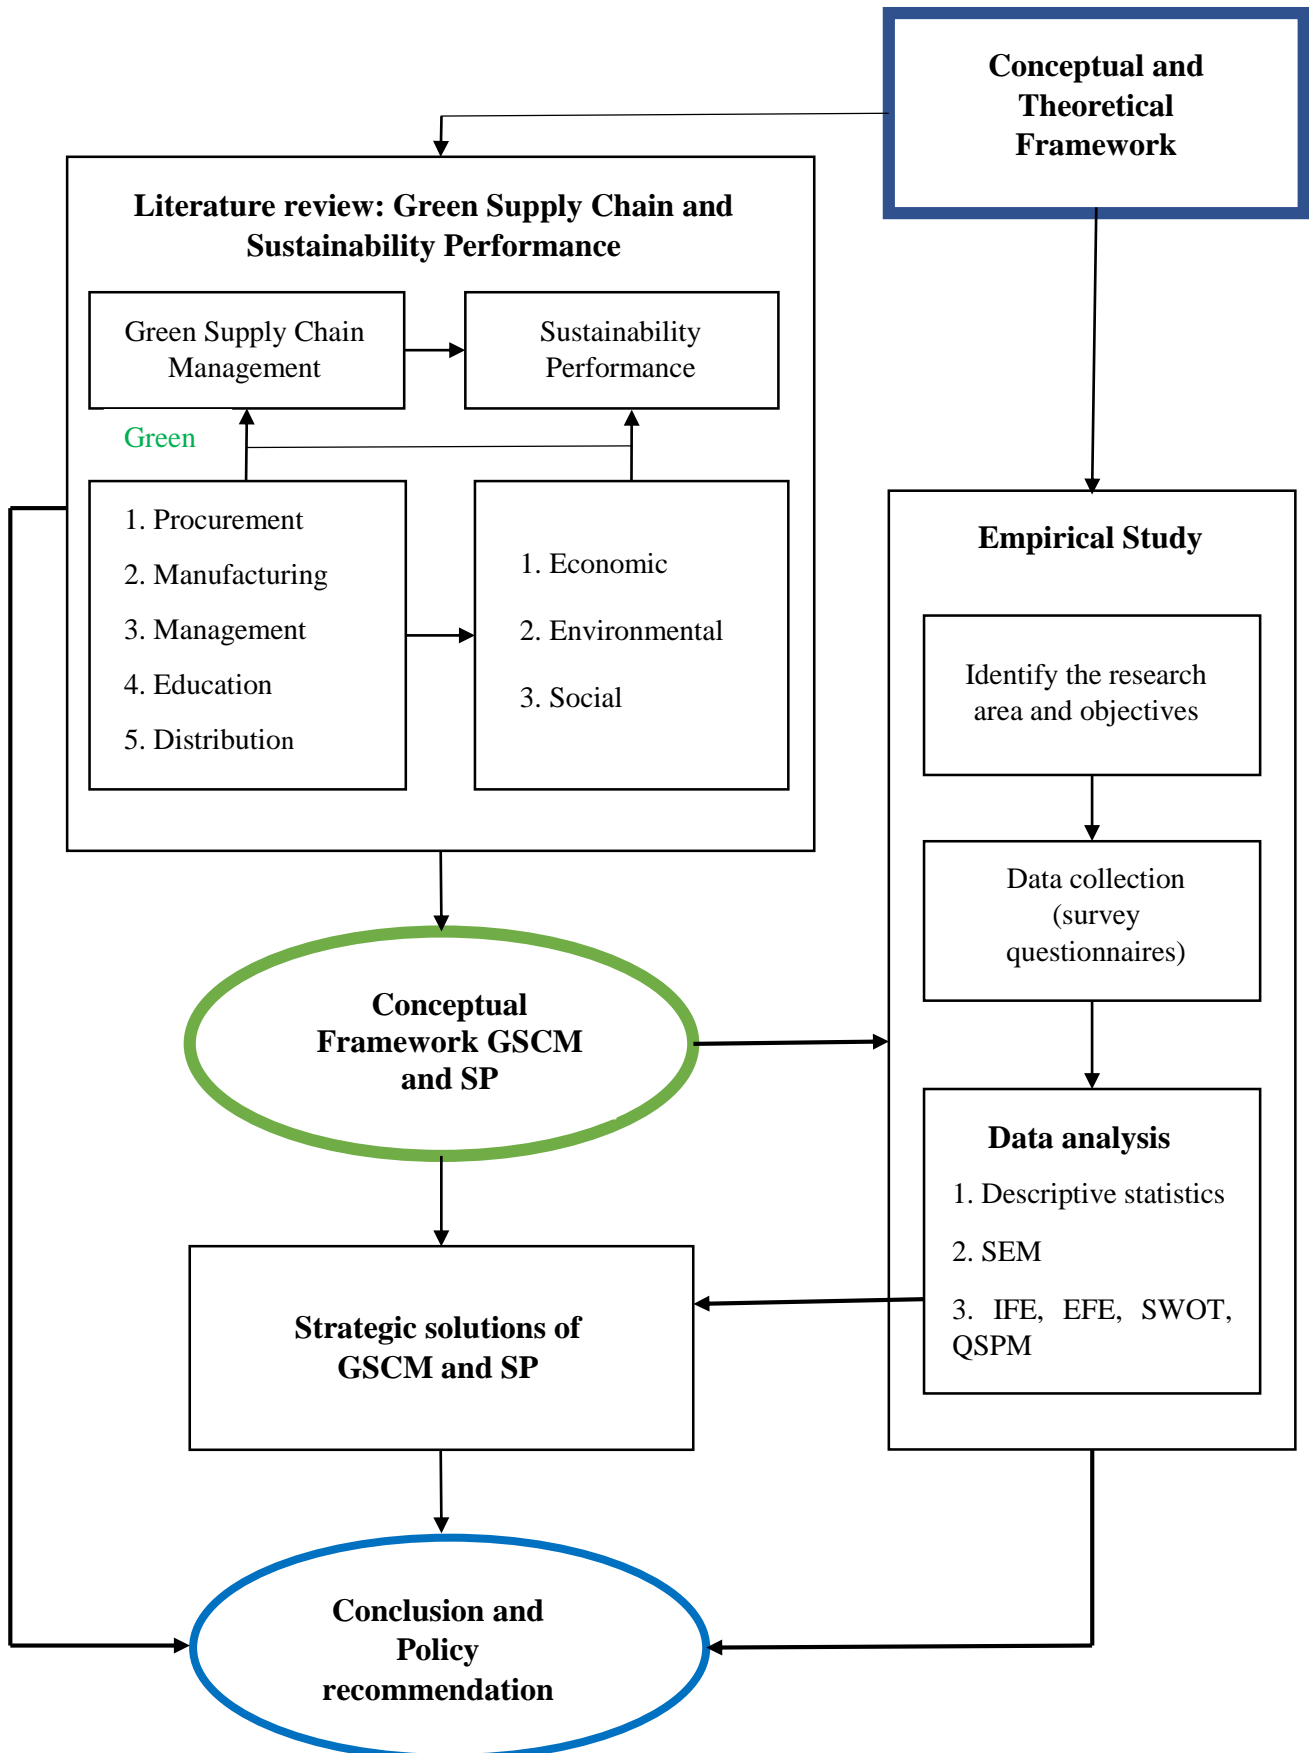 Conceptual and
Theoretical
Framework
Literature review: Green Supply Chain and
Sustainability Performance
Green Supply Chain
Management
Sustainability
Performance
Green
1. Procurement
2. Manufacturing
3. Management
4. Education
5. Distribution
1. Economic
2. Environmental
3. Social
Empirical Study
Identify the research
area and objectives
Data collection
(survey
questionnaires)
Data analysis
1. Descriptive statistics
2. SEM
3. IFE, EFE, SWOT,
QSPM
Conceptual
Framework GSCM
and SP
Strategic solutions of
GSCM and SP
Conclusion and
Policy
recommendation